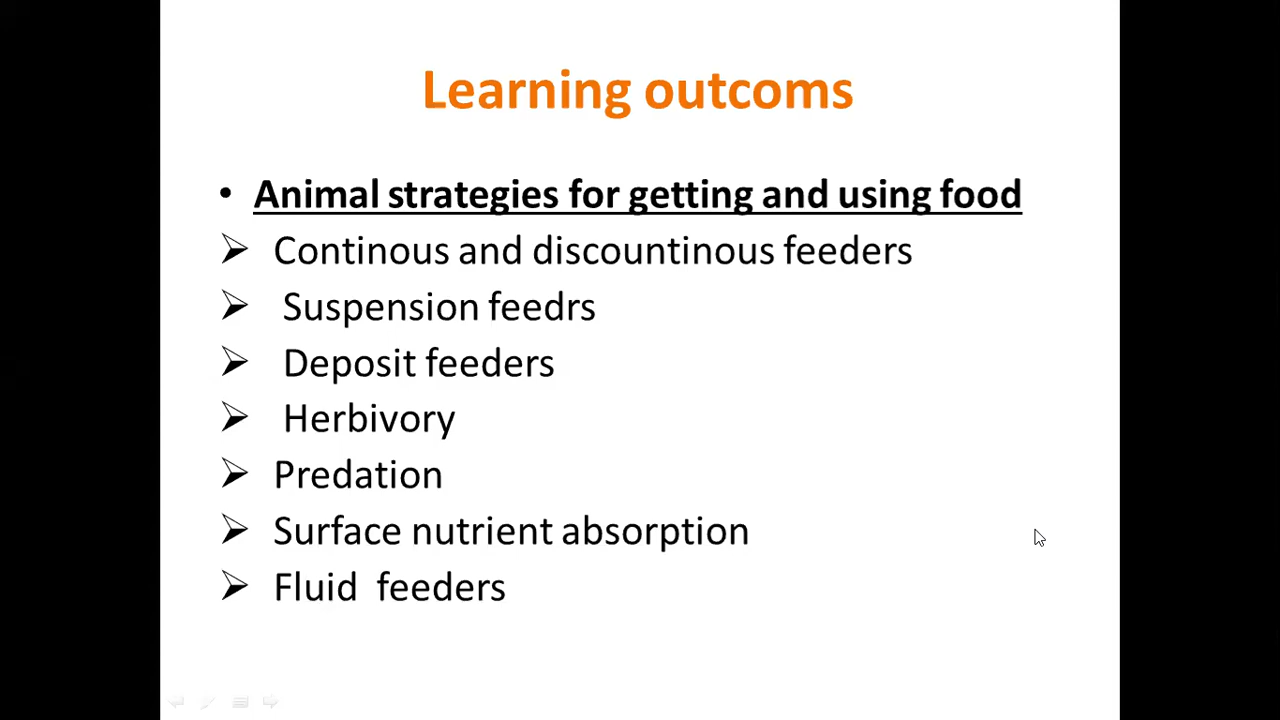 Learning outcoms
• Animal strategies for getting and using food
➢ Continous and discountinous feeders
➢ Suspension feedrs
➢ Deposit feeders
➢ Herbivory
➢ Predation
➢ Surface nutrient absorption
➢ Fluid feeders